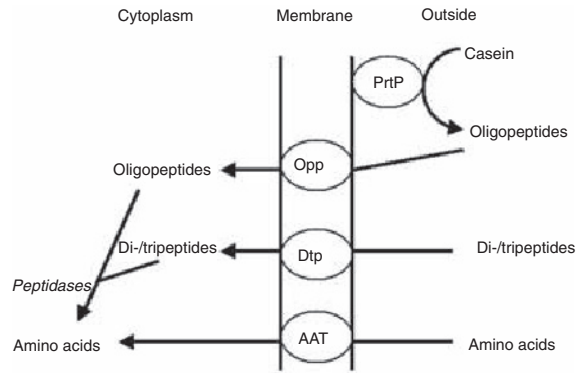 Cytoplasm Membrane Outside
Casein
PrtP
Oligopeptides
Oligopeptides Opp
Di-/tripeptides Dtp Di-/tripeptides
Peptidases
Amino acids AAT Amino acids